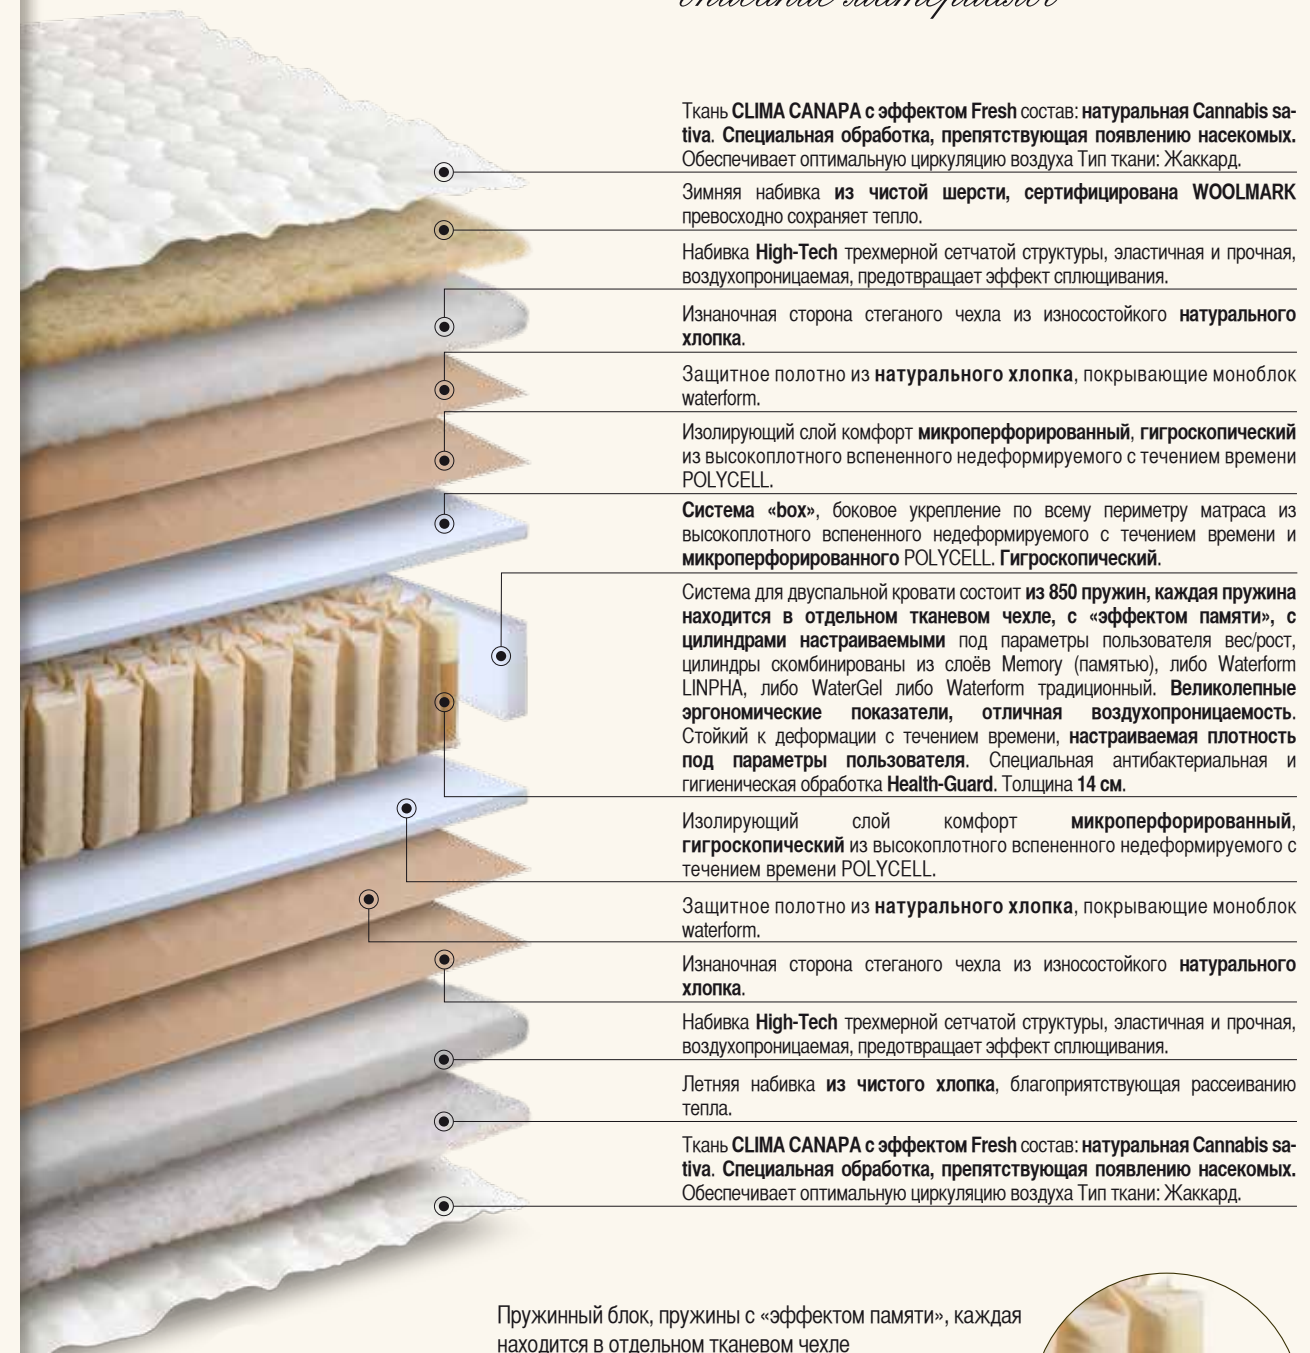 описание материалов
Ткань CLIMA CANAPA с эффектом Fresh состав: натуральная Cannabis sa-
tiva. Специальная обработка, препятствующая появлению насекомых.
Обеспечивает оптимальную циркуляцию воздуха Тип ткани: Жаккард.
Зимняя набивка из чистой шерсти, сертифицирована WOOLMARK
превосходно сохраняет тепло.
Набивка High-Tech трехмерной сетчатой структуры, эластичная и прочная,
воздухопроницаемая, предотвращает эффект сплющивания.
Изнаночная сторона стеганого чехла из износостойкого натурального
хлопка.
Защитное полотно из натурального хлопка, покрывающие моноблок
waterform.
Изолирующий слой комфорт микроперфорированный, гигроскопический
из высокоплотного вспененного недеформируемого с течением времени
POLYCELL.
Система «box», боковое укрепление по всему периметру матраса из
высокоплотного вспененного недеформируемого с течением времени и
микроперфорированного POLYCELL. Гигроскопический.
Система для двуспальной кровати состоит из 850 пружин, каждая пружина
находится в отдельном тканевом чехле, с «эффектом памяти», с
цилиндрами настраиваемыми под параметры пользователя вес/рост,
цилиндры скомбинированы из слоёв Memory (памятью), либо Waterform
LINPHA, либо WaterGel либо Waterform традиционный. Великолепные
эргономические показатели, отличная воздухопроницаемость.
Стойкий к деформации с течением времени, настраиваемая плотность
под параметры пользователя. Специальная антибактериальная и
гигиеническая обработка Health-Guard. Толщина 14 см.
Изолирующий слой комфорт микроперфорированный,
гигроскопический из высокоплотного вспененного недеформируемого с
течением времени POLYCELL.
Защитное полотно из натурального хлопка, покрывающие моноблок
waterform.
Изнаночная сторона стеганого чехла из износостойкого натурального
хлопка.
Набивка High-Tech трехмерной сетчатой структуры, эластичная и прочная,
воздухопроницаемая, предотвращает эффект сплющивания.
Летняя набивка из чистого хлопка, благоприятствующая рассеиванию
тепла.
Ткань CLIMA CANAPA с эффектом Fresh состав: натуральная Cannabis sa-
tiva. Специальная обработка, препятствующая появлению насекомых.
Обеспечивает оптимальную циркуляцию воздуха Тип ткани: Жаккард.
Пружинный блок, пружины с «эффектом памяти», каждая
находится в отдельном тканевом чехле